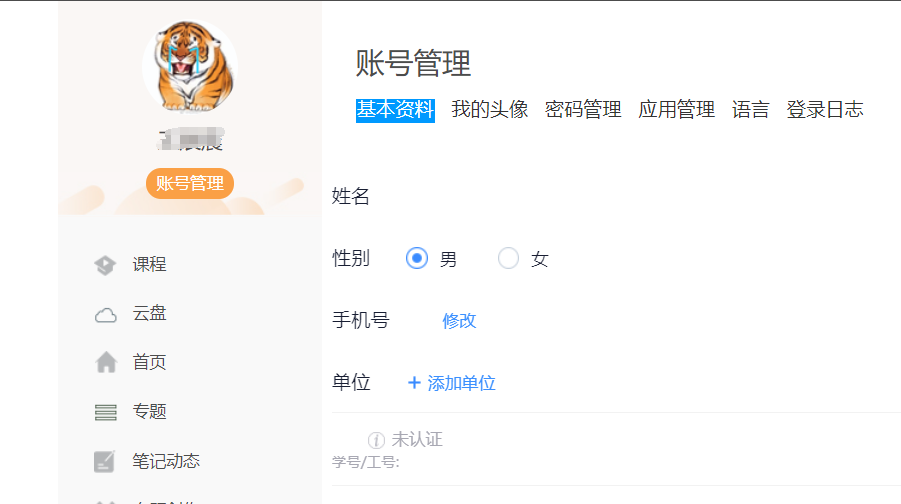 账号管理
基本资料 我的头像 密码管理 应用管理 语言 登录日志
账号管理
课程
云盘
首页
专题
笔记动态
姓名
性别 男 女
手机号 修改
单位 + 添加单位
未认证
学号/工号: